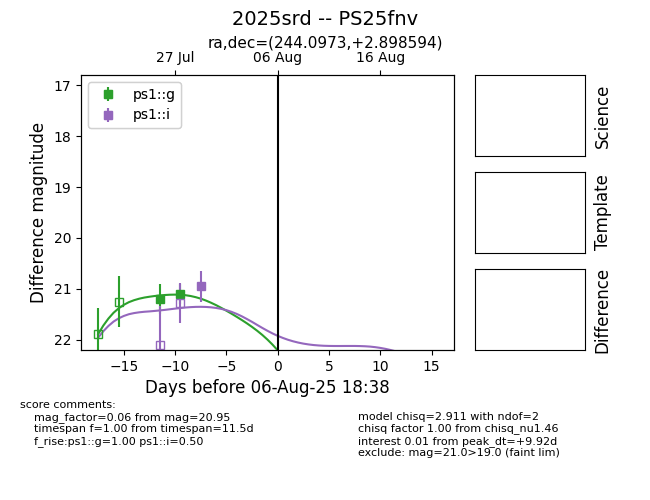 2025srd -- PS25fnv
ra,dec=(244.0973,+2.898594)
27 Jul 06 Aug 16 Aug
ps1::g
ps1::i
17
18
19
20
21
22
Difference magnitude
−15 −10 −5 0 5 10 15
Days before 06-Aug-25 18:38
Science
Template
Difference
score comments:
mag_factor=0.06 from mag=20.95
timespan f=1.00 from timespan=11.5d
f_rise:ps1::g=1.00 ps1::i=0.50
model chisq=2.911 with ndof=2
chisq factor 1.00 from chisq_nu1.46
interest 0.01 from peak_dt=+9.92d
exclude: mag=21.0>19.0 (faint lim)